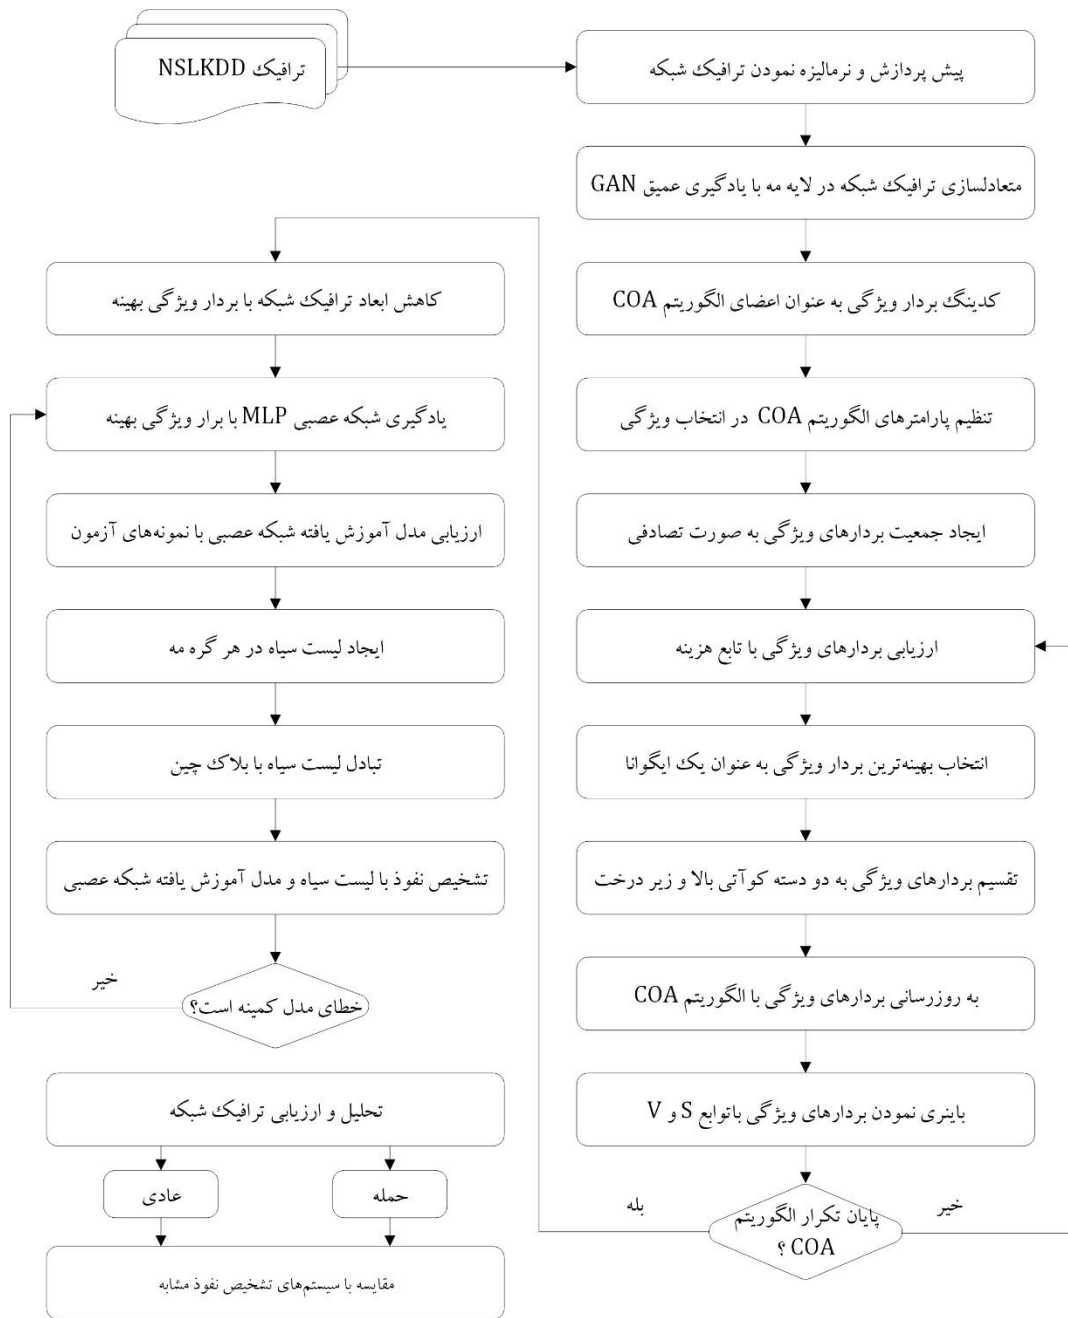 ترافیک NSLKDD
پیش پردازش و نرمالیزه نمودن ترافیک شبکه
متعادلسازی ترافیک شبکه در لایه مه با یادگیری عمیق GAN
کدینگ بردار ویژگی به عنوان اعضای الگوریتم COA
تنظیم پارامترهای الگوریتم COA در انتخاب ویژگی
ایجاد جمعیت بردارهای ویژگی به صورت تصادفی
ارزیابی بردارهای ویژگی با تابع هزینه
انتخاب بهینه‌ترین بردار ویژگی به عنوان یک ایگوانا
تقسیم بردارهای ویژگی به دو دسته کوآتی بالا و زیر درخت
به روزرسانی بردارهای ویژگی با الگوریتم COA
باینری نمودن بردارهای ویژگی باتوابع S و V
پایان تکرار الگوریتم
COA ؟
خیر
بله
کاهش ابعاد ترافیک شبکه با بردار ویژگی بهینه
یادگیری شبکه عصبی MLP با برار ویژگی بهینه
ارزیابی مدل آموزش یافته شبکه عصبی با نمونه‌های آزمون
ایجاد لیست سیاه در هر گره مه
تبادل لیست سیاه با بلاک چین
تشخیص نفوذ با لیست سیاه و مدل آموزش یافته شبکه عصبی
خطای مدل کمینه است؟
خیر
تحلیل و ارزیابی ترافیک شبکه
حمله
عادی
مقایسه با سیستم‌های تشخیص نفوذ مشابه